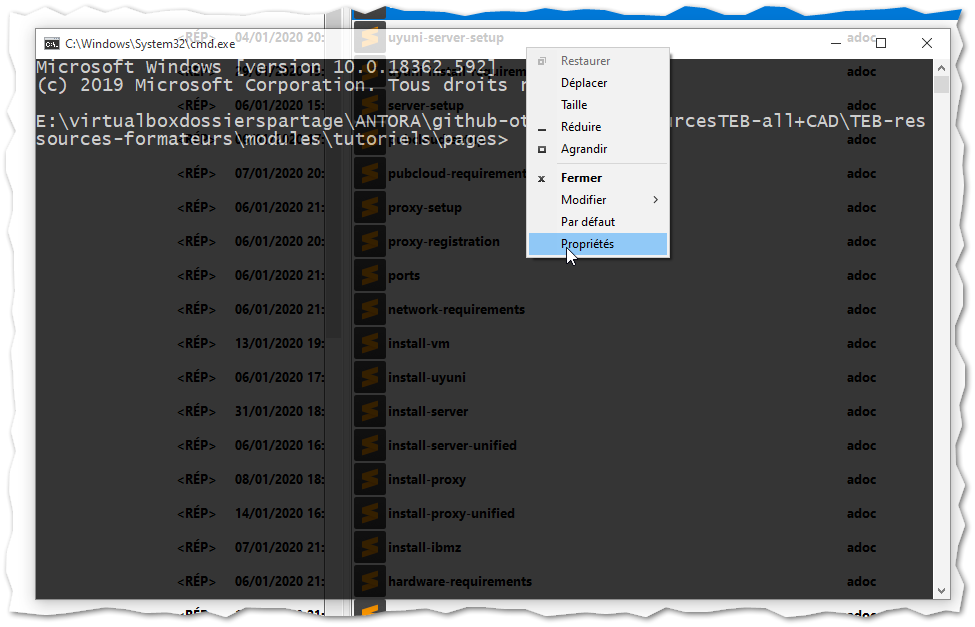 <RÉP> 04/01/2020 20: uyuni-server-setup adoc
C:\Windows\System32\cmd.exe
Microsoft Windows [version 10.0.18362.592]
adoc
(c) 2019 Microsoft Corporation. Tous droits r
<RÉP> 06/01/2020 15: server-setup adoc
E:\virtualboxdossierspartage\ANTORA\github-ot urcesTEB-all+CAD\TEB-res
sources-formateurs\modules\tutoriels\pages>
adoc
<RÉP> 07/01/2020 20: pubcloud-requirement adoc
<RÉP> 06/01/2020 21: proxy-setup adoc
<RÉP> 06/01/2020 20: proxy-registration adoc
<RÉP> 06/01/2020 21: ports adoc
<RÉP> 06/01/2020 21: network-requirements adoc
<RÉP> 13/01/2020 19: install-vm adoc
<RÉP> 06/01/2020 17: install-uyuni adoc
<RÉP> 31/01/2020 18: install-server adoc
<RÉP> 06/01/2020 16: install-server-unified adoc
<RÉP> 08/01/2020 18: install-proxy adoc
<RÉP> 14/01/2020 16: install-proxy-unified adoc
<RÉP> 07/01/2020 21: install-ibmz adoc
<RÉP> 06/01/2020 21: hardware-requirements adoc
Restaurer
Déplacer
Taille
Réduire
Agrandir
Fermer
Modifier
Par défaut
Propriétés